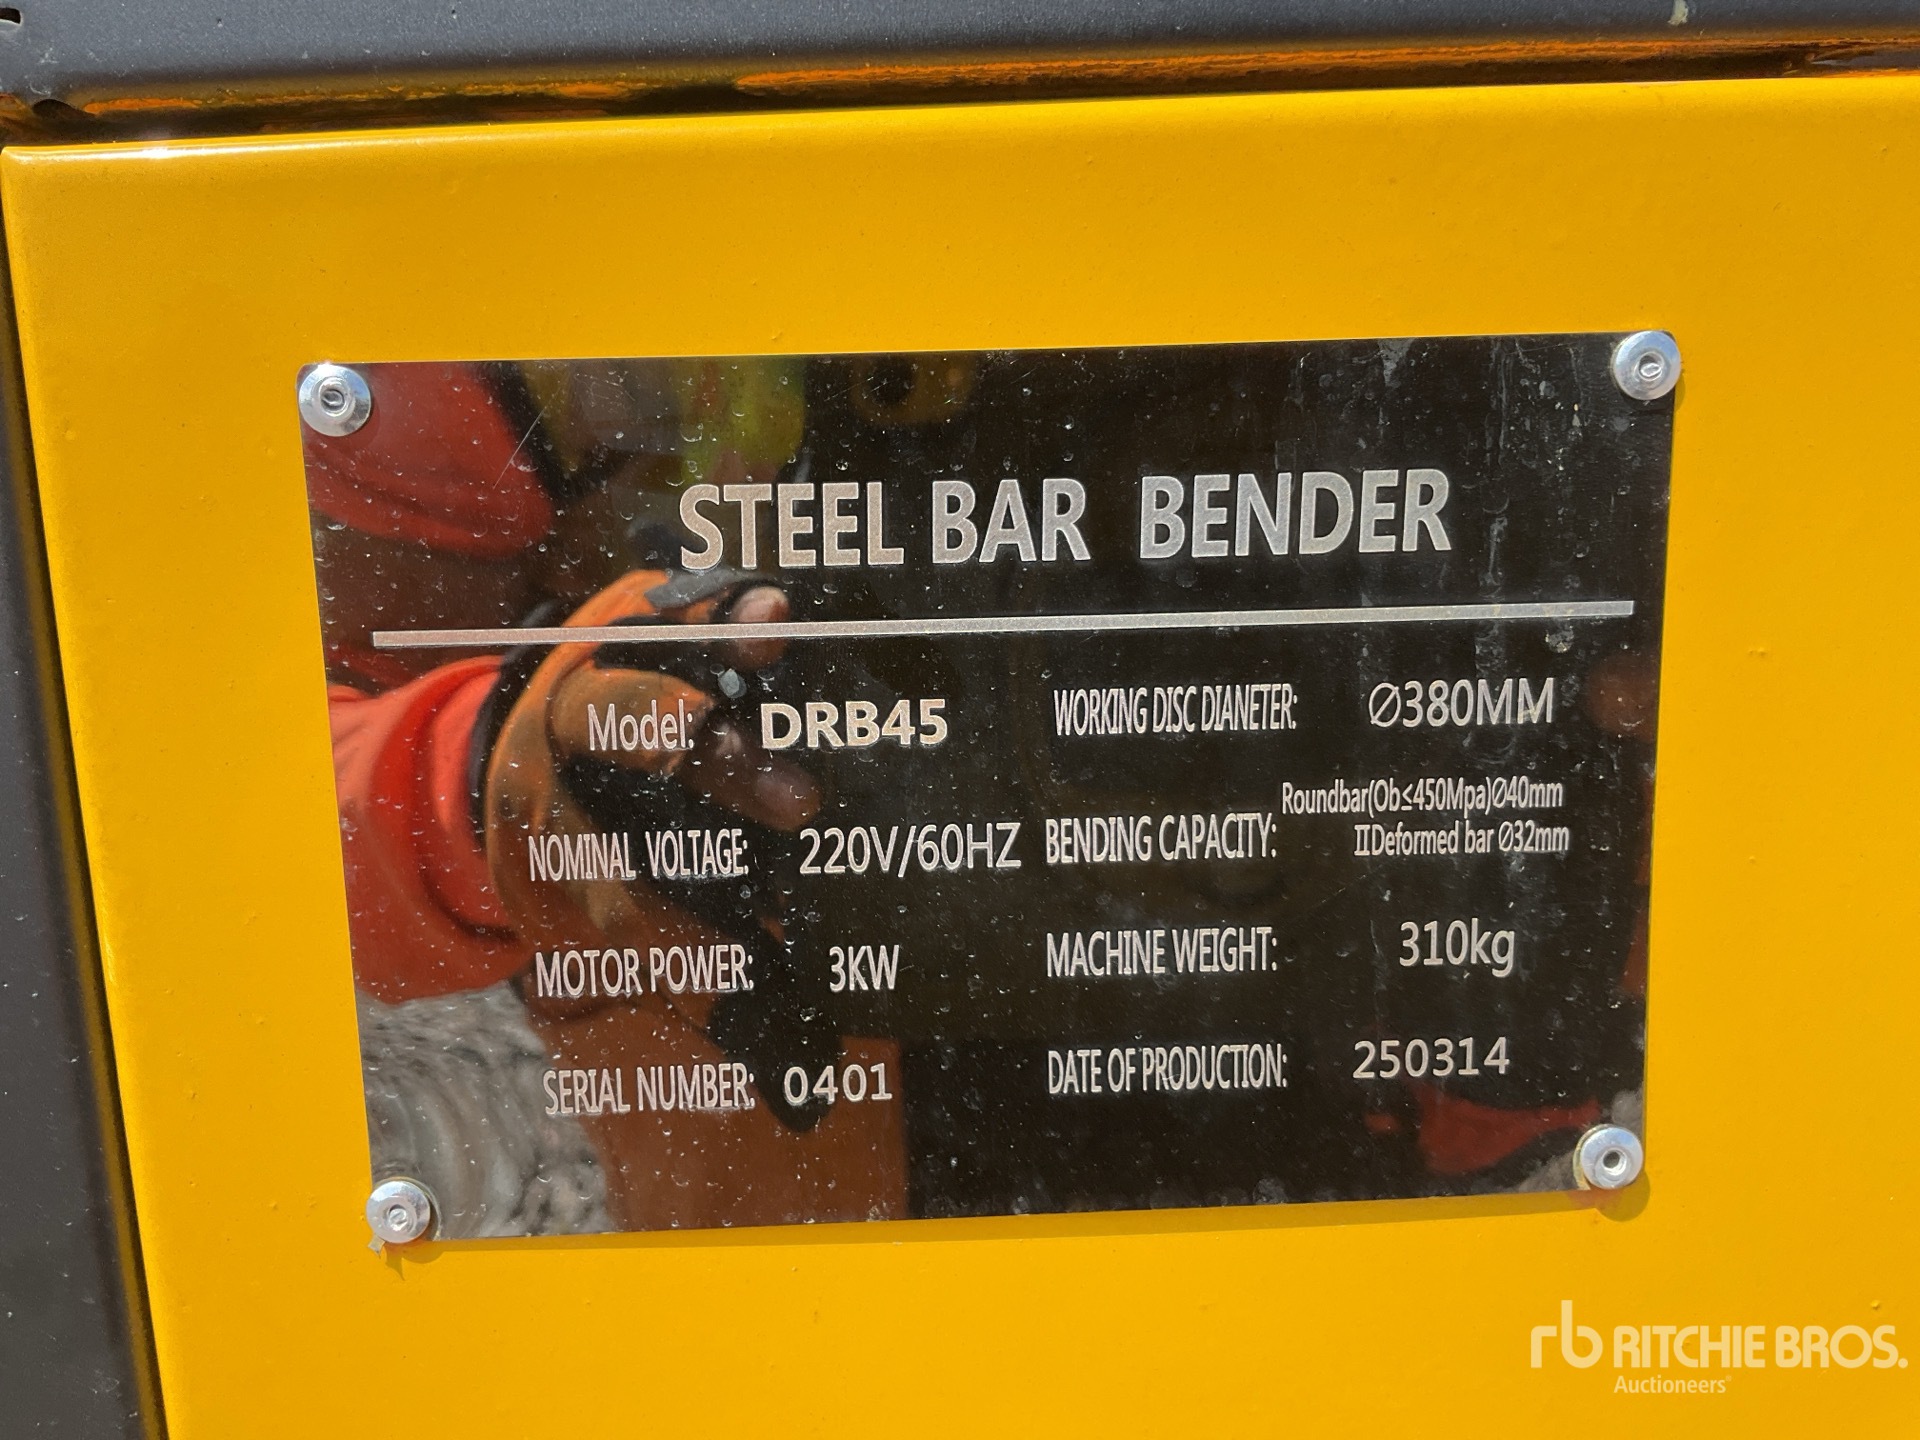 STEEL BAR BENDER
Model: DRB45
WORKING DISC DIANETER: Ø380MM
NOMINAL VOLTAGE: 220V/60HZ
BENDING CAPACITY: Roundbar(Ob≤450Mpa)Ø40mm
ⅡDeformed bar Ø32mm
MOTOR POWER: 3KW
MACHINE WEIGHT: 310kg
SERIAL NUMBER: 0401
DATE OF PRODUCTION: 250314
rb RITCHIE BROS.
Auctioneers